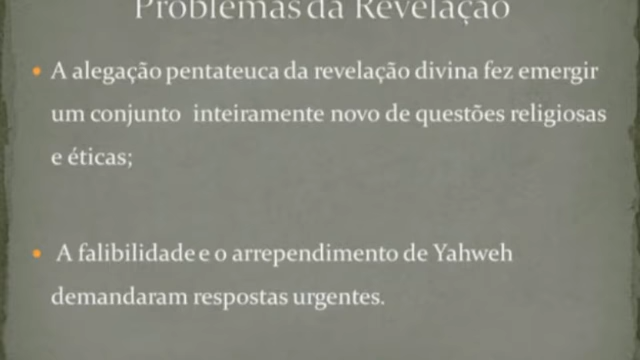 Problemas da Revelação
• A alegação pentateuca da revelação divina fez emergir
um conjunto inteiramente novo de questões religiosas
e éticas;
• A falibilidade e o arrependimento de Yahweh
demandaram respostas urgentes.